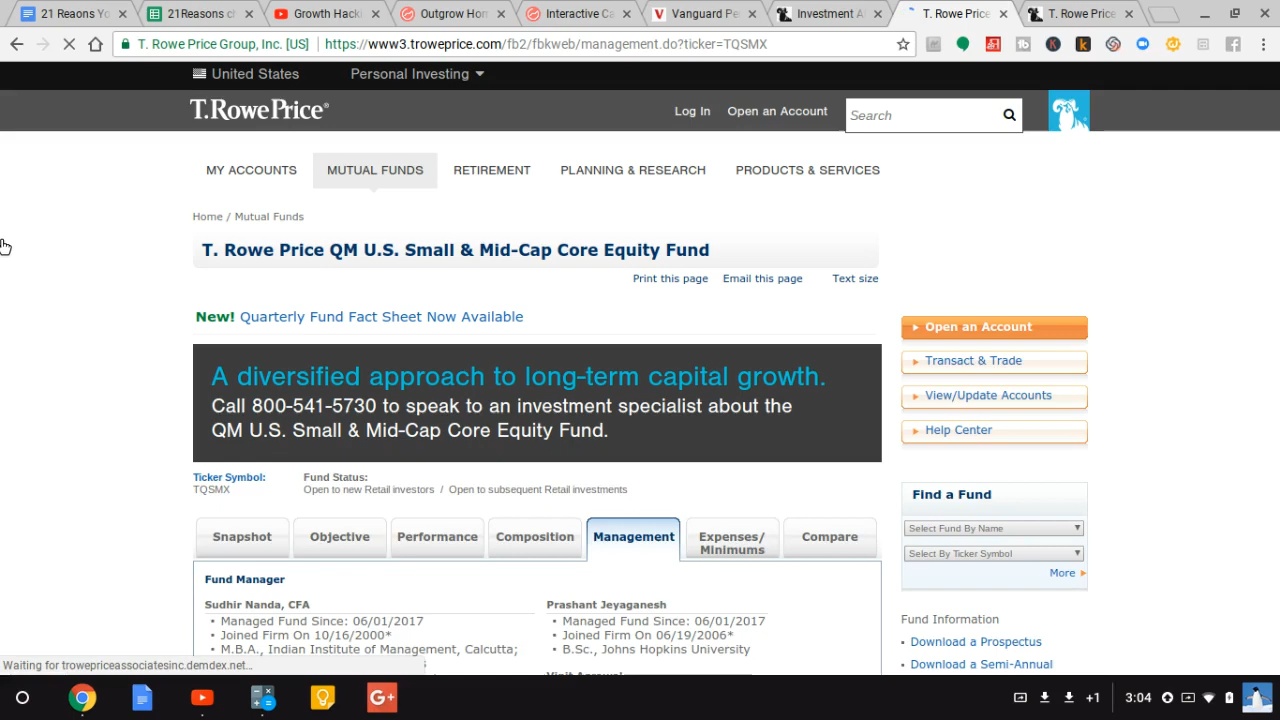 21 Reaons Yo
21Reasons ch
Growth Hack
Outgrow Hom
Interactive Ca
Vanguard Pe
Investment A
T. Rowe Price
T. Rowe Price
T. Rowe Price Group, Inc. [US] https://www3.troweprice.com/fb2/fbkweb/management.do?ticker=TQSMX
United States Personal Investing
T.RowePrice®
Log In Open an Account Search
MY ACCOUNTS MUTUAL FUNDS RETIREMENT PLANNING & RESEARCH PRODUCTS & SERVICES
Home / Mutual Funds
T. Rowe Price QM U.S. Small & Mid-Cap Core Equity Fund
Print this page Email this page Text size
New! Quarterly Fund Fact Sheet Now Available
A diversified approach to long-term capital growth.
Call 800-541-5730 to speak to an investment specialist about the
QM U.S. Small & Mid-Cap Core Equity Fund.
Ticker Symbol: Fund Status:
TQSMX Open to new Retail investors / Open to subsequent Retail investments
Snapshot Objective Performance Composition Management Expenses/
Minimums Compare
Fund Manager
Sudhir Nanda, CFA
• Managed Fund Since: 06/01/2017
• Joined Firm On 10/16/2000*
• M.B.A., Indian Institute of Management, Calcutta;
Prashant Jeyaganesh
• Managed Fund Since: 06/01/2017
• Joined Firm On 06/19/2006*
• B.Sc., Johns Hopkins University
Open an Account
Transact & Trade
View/Update Accounts
Help Center
Find a Fund
Select Fund By Name
Select By Ticker Symbol
More
Fund Information
• Download a Prospectus
• Download a Semi-Annual
Waiting for trowepriceassociatesinc.demdex.net...
G+
+1 3:04